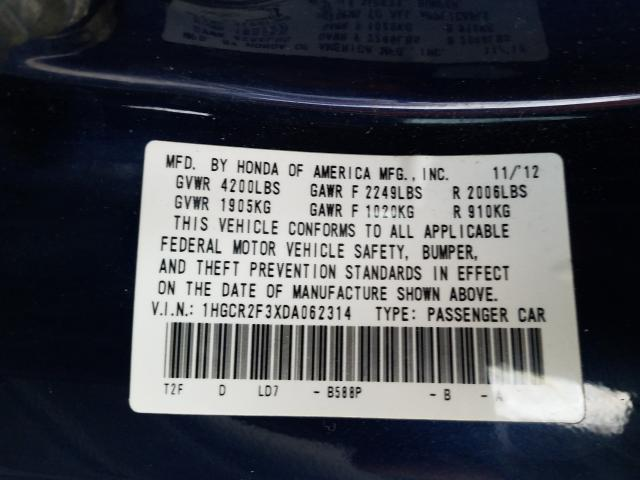 MFD. BY HONDA OF AMERICA MFG., INC. 11/12
GVWR 4200LBS GAWR F 2249LBS R 2006LBS
GVWR 1905KG GAWR F 1020KG R 910KG
THIS VEHICLE CONFORMS TO ALL APPLICABLE
FEDERAL MOTOR VEHICLE SAFETY, BUMPER,
AND THEFT PREVENTION STANDARDS IN EFFECT
ON THE DATE OF MANUFACTURE SHOWN ABOVE.
V.I.N.: 1HGCR2F3XDA062314 TYPE: PASSENGER CAR
T2F D LD7 - B588P - B - A